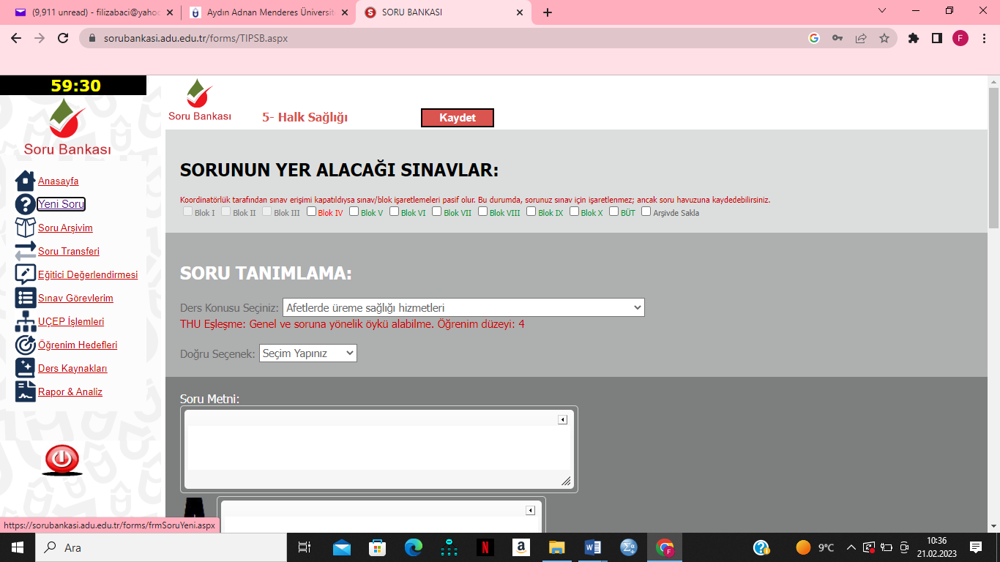 (9,911 unread) - filizabaci@yaho
Aydın Adnan Menderes Üniversit
SORU BANKASI
sorubankasi.adu.edu.tr/forms/TIPSB.aspx
F
59:30
Soru Bankası
Anasayfa
Yeni Soru
Soru Arşivim
Soru Transferi
Eğitici Değerlendirmesi
Sınav Görevlerim
UÇEP İşlemleri
Öğrenim Hedefleri
Ders Kaynakları
Rapor & Analiz
Soru Bankası
5- Halk Sağlığı
Kaydet
SORUNUN YER ALACAĞI SINAVLAR:
Koordinatörlük tarafından sınav erişimi kapatıldıysa sınav/blok işaretlemeleri pasif olur. Bu durumda, sorunuz sınav için işaretlenmez; ancak soru havuzuna kaydedebilirsiniz.
Blok I Blok II Blok III Blok IV Blok V Blok VI Blok VII Blok VIII Blok IX Blok X BÜT Arşivde Sakla
SORU TANIMLAMA:
Ders Konusu Seçiniz: Afetlerde üreme sağlığı hizmetleri
THU Eşleşme: Genel ve soruna yönelik öykü alabilme. Öğrenim düzeyi: 4
Doğru Seçenek: Seçim Yapınız
Soru Metni:
https://sorubankasi.adu.edu.tr/forms/frmSoruYeni.aspx
Ara
9°C
10:36
21.02.2023